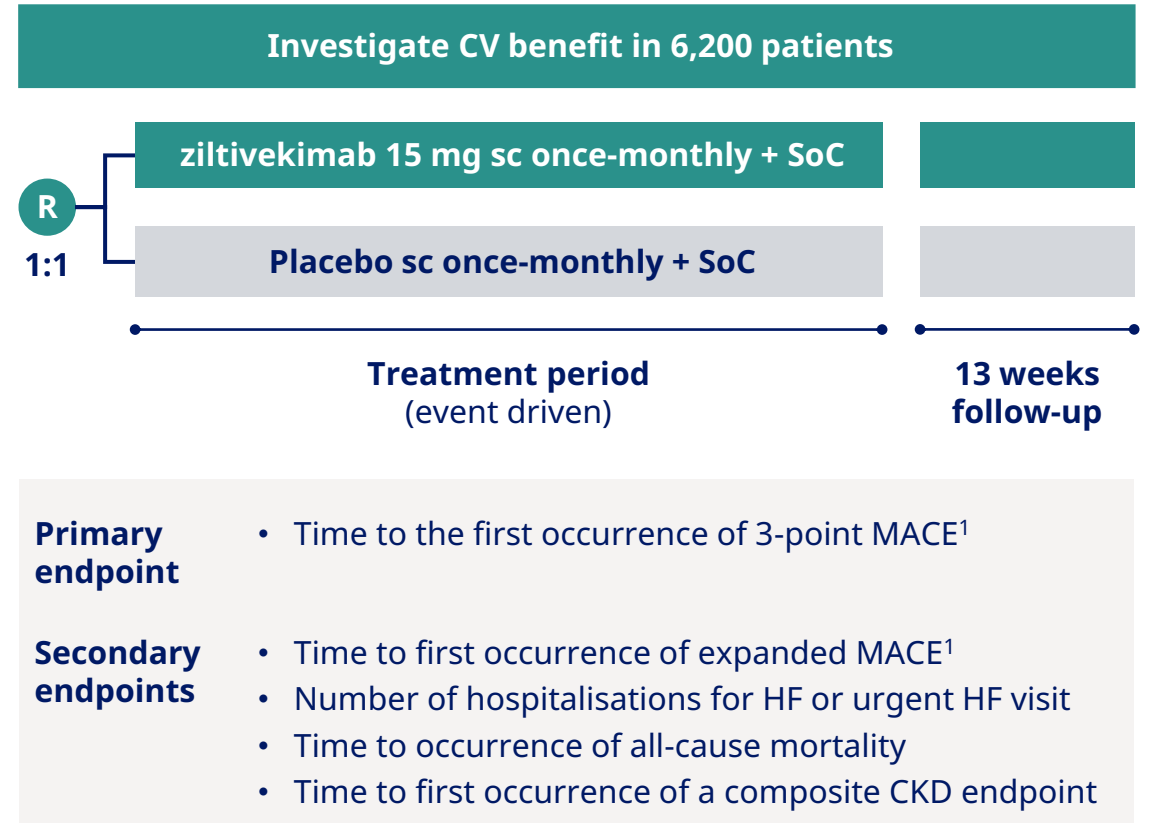 Investigate CV benefit in 6,200 patients
ziltivekimab 15 mg sc once-monthly + SoC
R
1:1
Placebo sc once-monthly + SoC
Treatment period
(event driven)
13 weeks
follow-up
Primary
endpoint
• Time to the first occurrence of 3-point MACE¹
Secondary
endpoints
• Time to first occurrence of expanded MACE¹
• Number of hospitalisations for HF or urgent HF visit
• Time to occurrence of all-cause mortality
• Time to first occurrence of a composite CKD endpoint